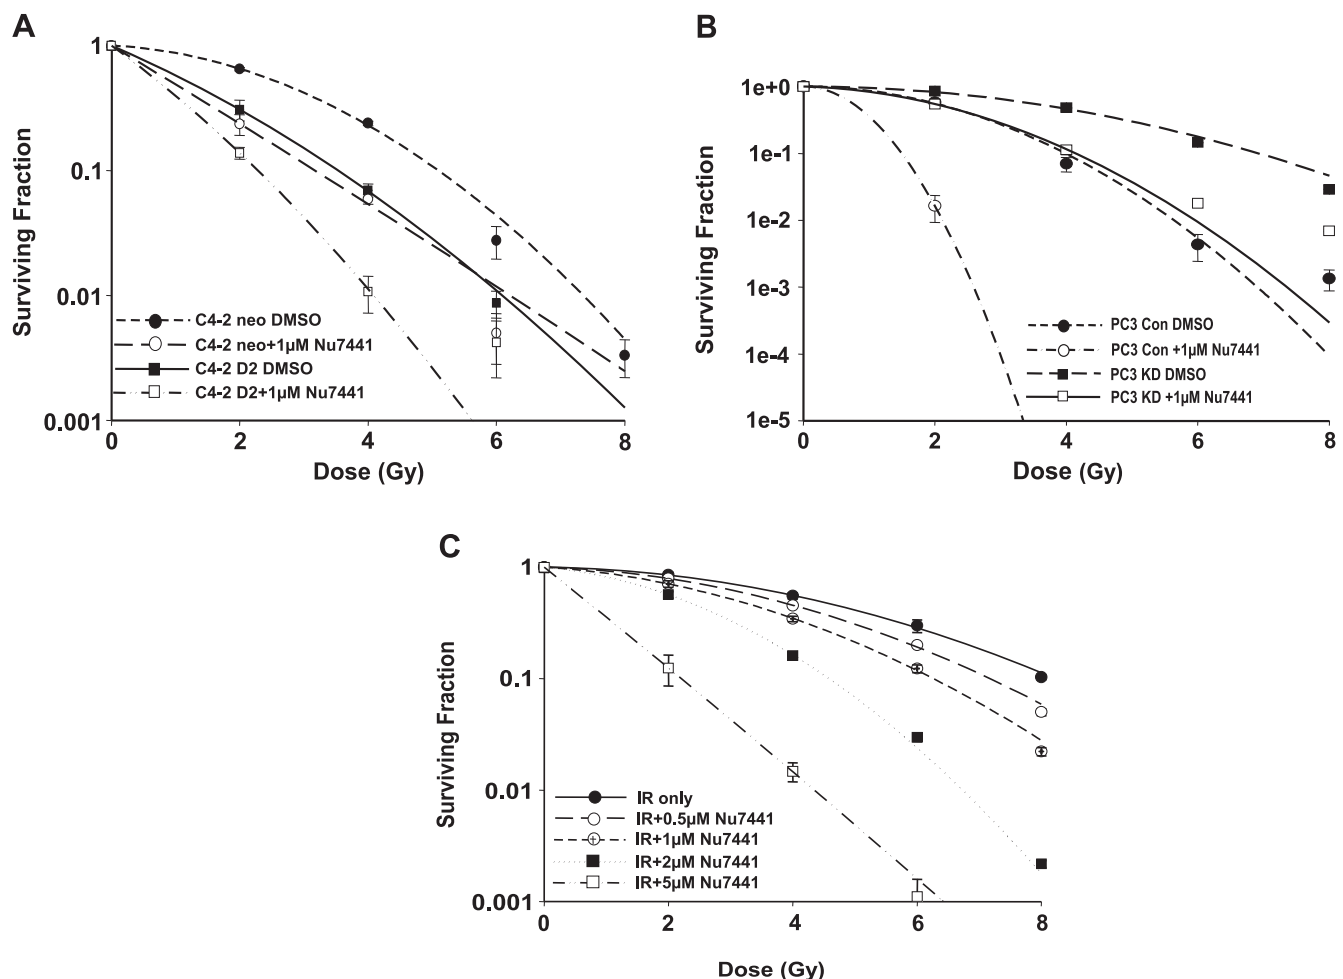 A
Surviving Fraction
1
0.1
0.01
0.001
C4-2 neo DMSO
C4-2 neo+1µM Nu7441
C4-2 D2 DMSO
C4-2 D2+1µM Nu7441
0 2 4 6 8
Dose (Gy)
B
Surviving Fraction
1e+0
1e-1
1e-2
1e-3
1e-4
1e-5
PC3 Con DMSO
PC3 Con +1µM Nu7441
PC3 KD DMSO
PC3 KD +1µM Nu7441
0 2 4 6 8
Dose (Gy)
C
Surviving Fraction
1
0.1
0.01
0.001
IR only
IR+0.5µM Nu7441
IR+1µM Nu7441
IR+2µM Nu7441
IR+5µM Nu7441
0 2 4 6 8
Dose (Gy)